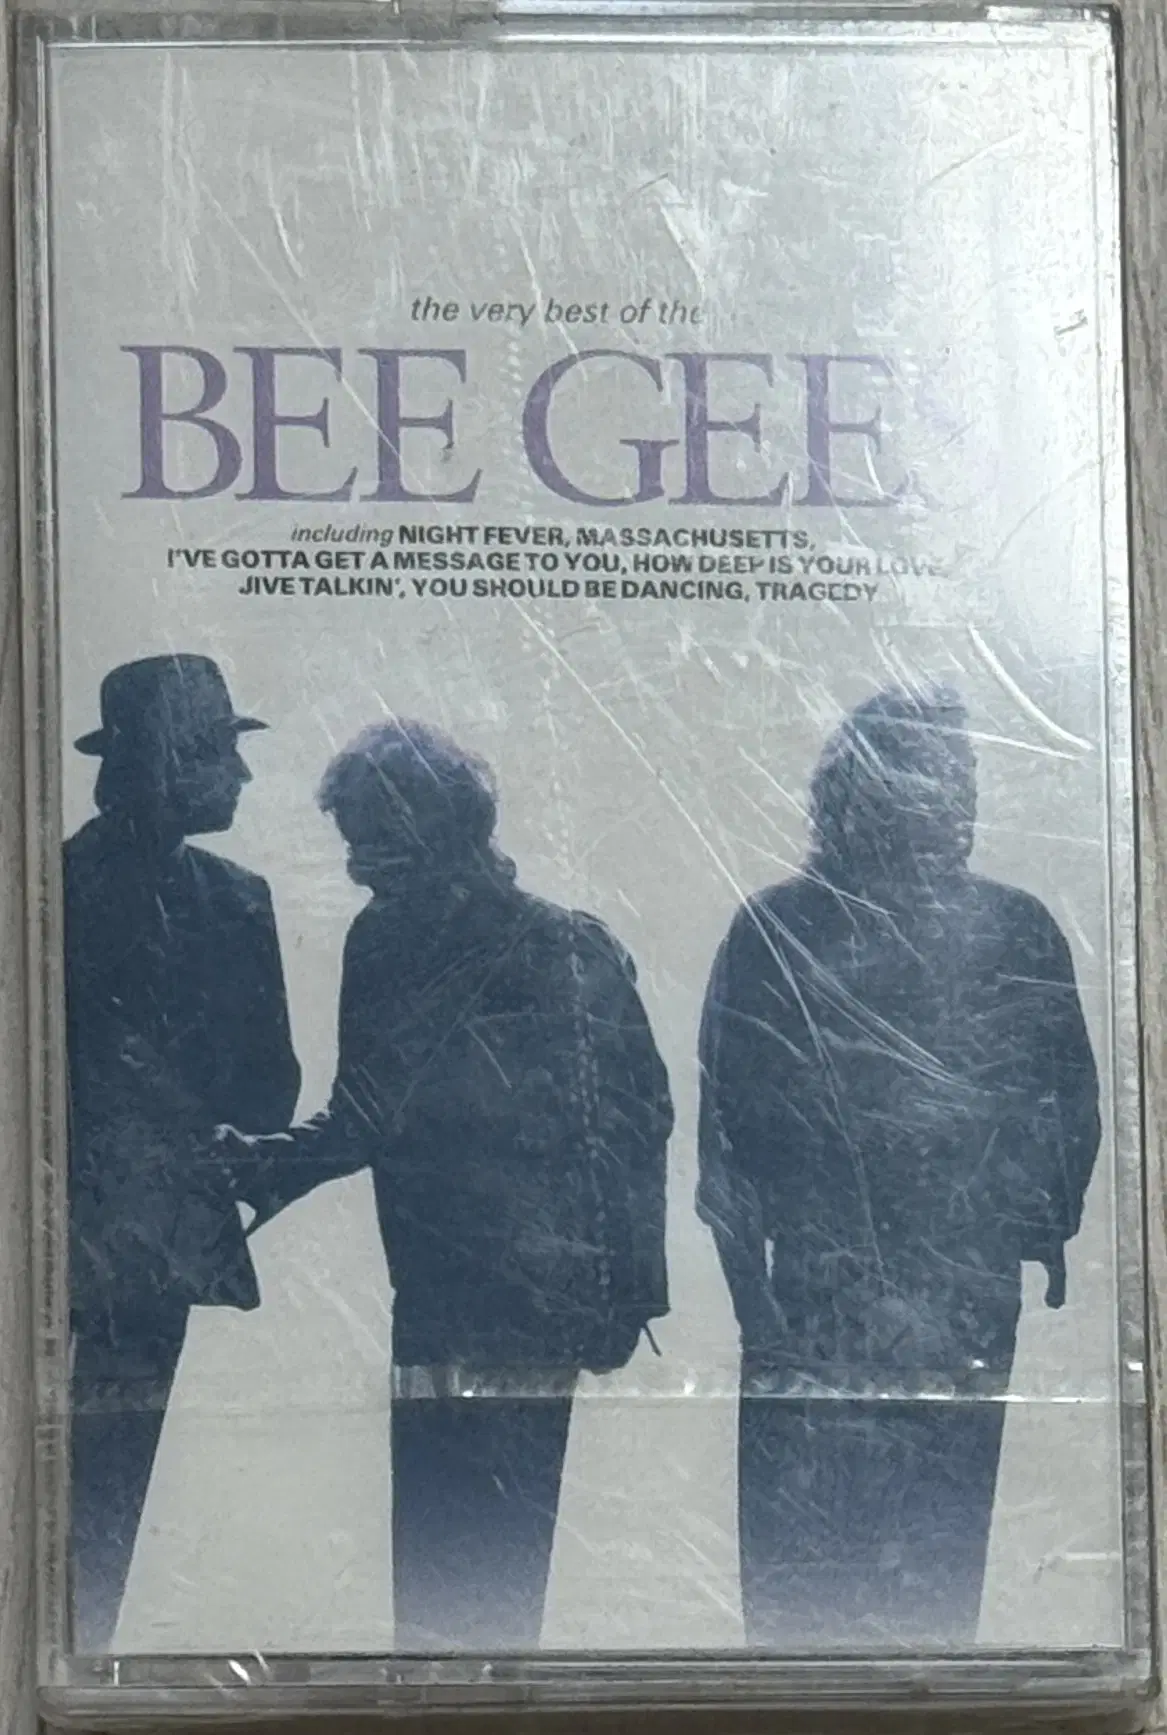 the very best of the
BEE GEES
including NIGHT FEVER, MASSACHUSETTS,
I'VE GOTTA GET A MESSAGE TO YOU, HOW DEEP IS YOUR LOVE
JIVE TALKIN', YOU SHOULD BE DANCING, TRAGEDY